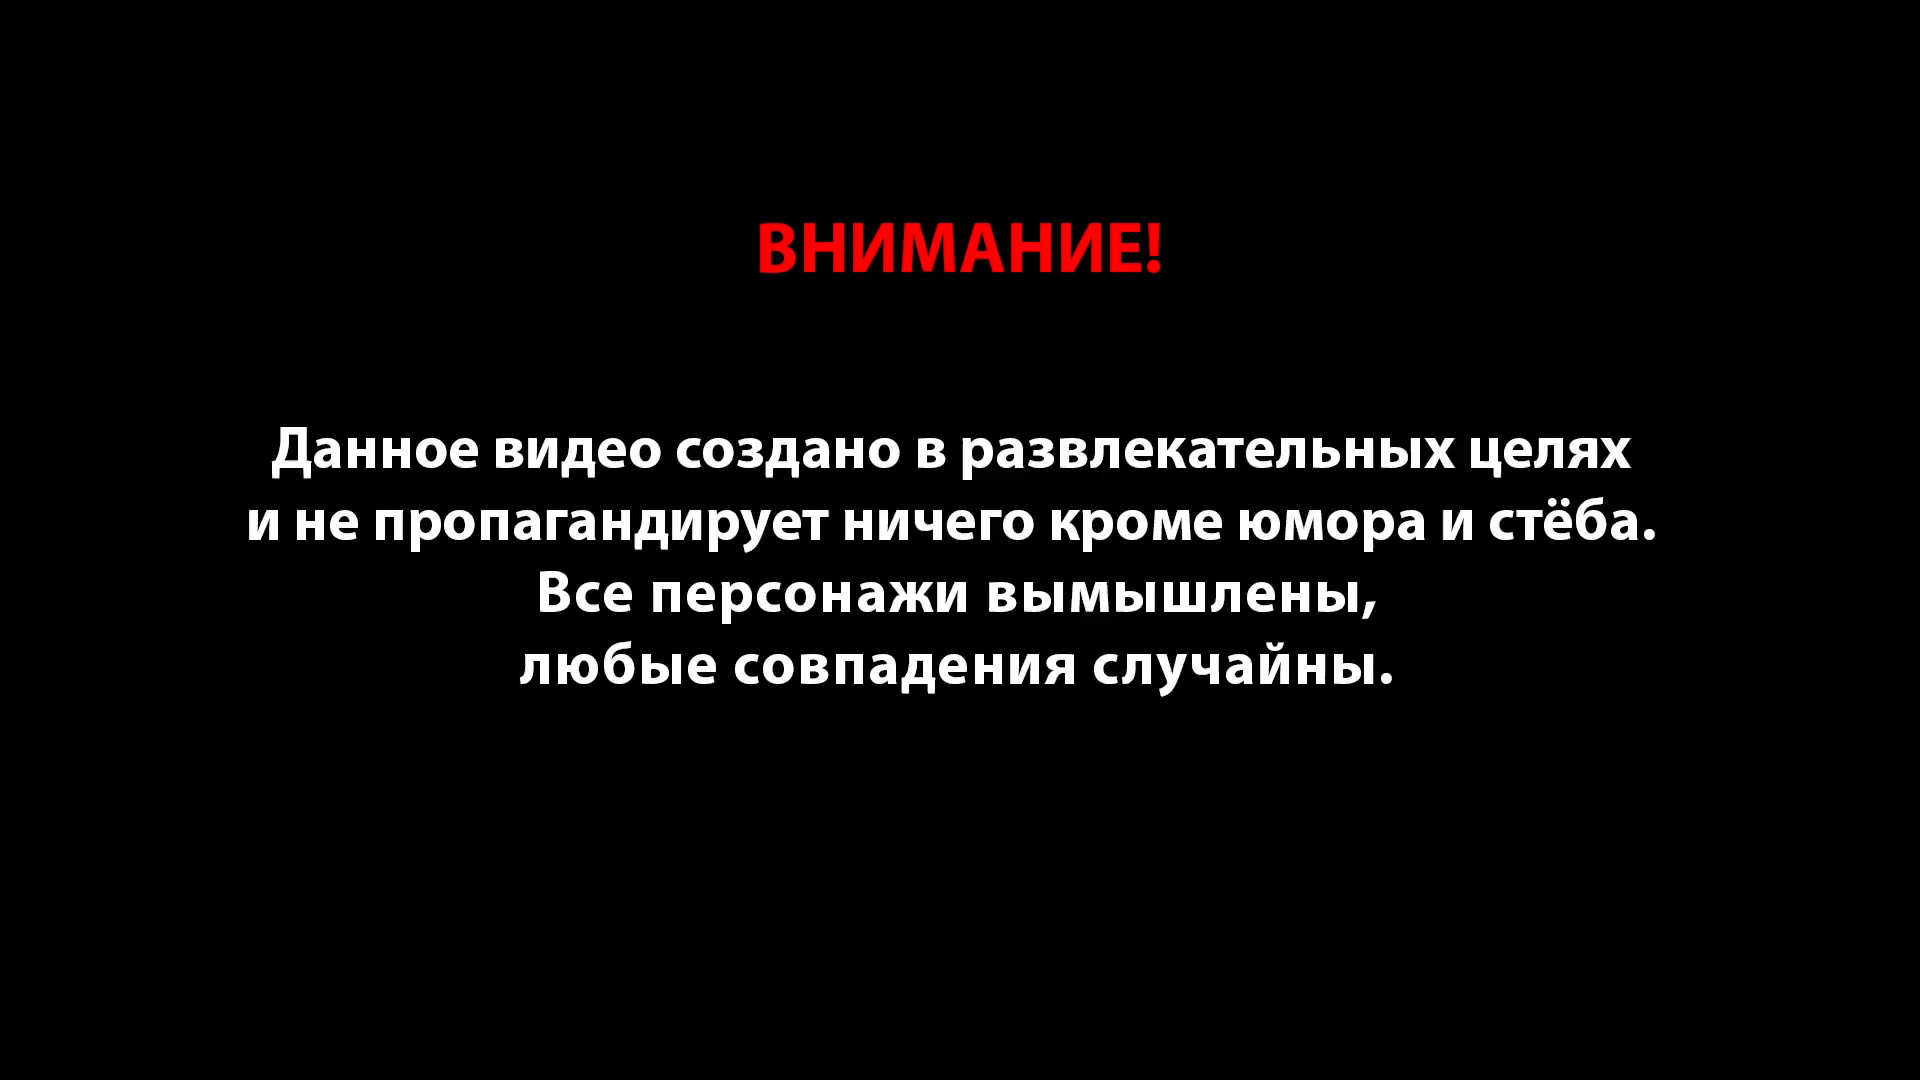 ВНИМАНИЕ!
Данное видео создано в развлекательных целях
и не пропагандирует ничего кроме юмора и стёба.
Все персонажи вымышлены,
любые совпадения случайны.